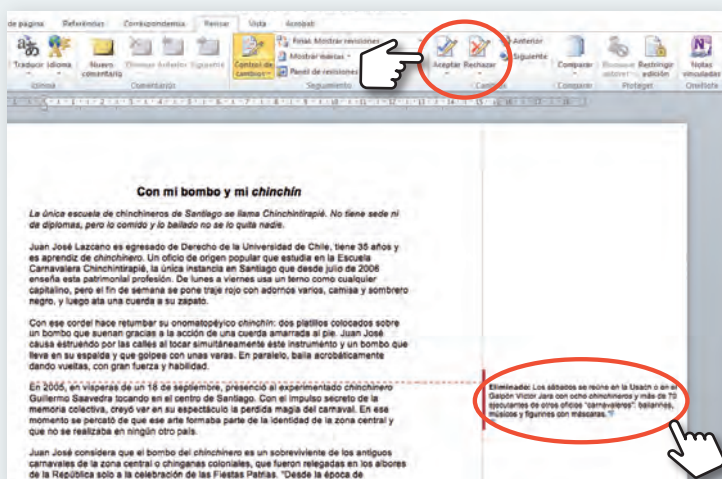 de página Referencias Correspondencia Revisar Vista Acrobat
Traducir Idioma
Nuevo comentario
Eliminar Anterior Siguiente
Control de cambios
Final: Mostrar revisiones
Mostrar marcas
Panel de revisiones
Aceptar Rechazar
Anterior
Siguiente
Comparar
Bloquear autores
Restringir edición
Notas vinculadas
Idioma Comentarios Seguimiento Cambios Comparar Proteger OneNote
Con mi bombo y mi chinchín
La única escuela de chinchineros de Santiago se llama Chinchintirapié. No tiene sede ni
da diplomas, pero lo comido y lo bailado no se lo quita nadie.
Juan José Lazcano es egresado de Derecho de la Universidad de Chile, tiene 35 años y
es aprendiz de chinchinero. Un oficio de origen popular que estudia en la Escuela
Carnavalera Chinchintirapié, la única instancia en Santiago que desde julio de 2006
enseña esta patrimonial profesión. De lunes a viernes usa un terno como cualquier
capitalino, pero el fin de semana se pone traje rojo con adornos varios, camisa y sombrero
negro, y luego ata una cuerda a su zapato.
Con ese cordel hace retumbar su onomatopéyico chinchín: dos platillos colocados sobre
un bombo que suenan gracias a la acción de una cuerda amarrada al pie. Juan José
causa estruendo por las calles al tocar simultáneamente este instrumento y un bombo que
lleva en su espalda y que golpea con unas varas. En paralelo, baila acrobáticamente
dando vueltas, con gran fuerza y habilidad.
En 2005, en vísperas de un 18 de septiembre, presenció al experimentado chinchinero
Guillermo Saavedra tocando en el centro de Santiago. Con el impulso secreto de la
memoria colectiva, creyó ver en su espectáculo la perdida magia del carnaval. En ese
momento se percató de que ese arte formaba parte de la identidad de la zona central y
que no se realizaba en ningún otro país.
Eliminado: Los sábados se reúne en la Usach o en el
Galpón Víctor Jara con ocho chinchineros y más de 70
ejecutantes de otros oficios "carnavaleros": bailarines,
músicos y figurines con máscaras. ¶
Juan José considera que el bombo del chinchinero es un sobreviviente de los antiguos
carnavales de la zona central o chinganas coloniales, que fueron relegadas en los albores
de la República solo a la celebración de las Fiestas Patrias. "Desde la época de